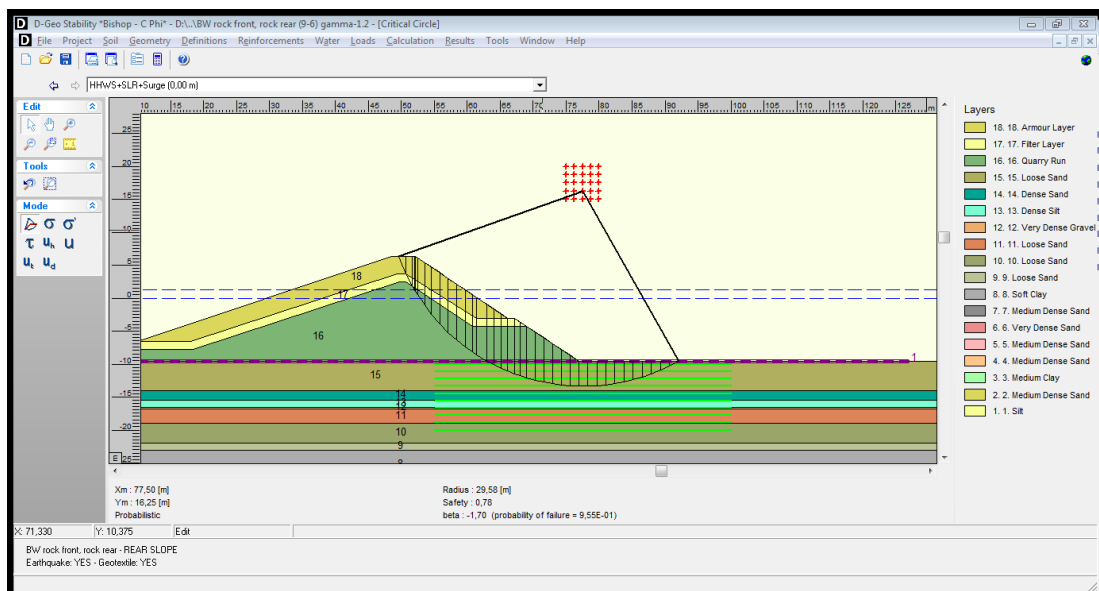 D-Geo Stability "Bishop - C Phi" - D:\..\BW rock front, rock rear (9-6) gamma-1.2 - [Critical Circle]
File Project Soil Geometry Definitions Reinforcements Water Loads Calculation Results Tools Window Help
HHWS+SLR+Surge (0,00 m)
Edit
Tools
Mode
10 15 20 25 30 35 40 45 50 55 60 65 70 75 80 85 90 95 100 105 110 115 120 125 m
25
20
15
10
5
0
-5
-10
-15
-20
E 25
18
17
16
1
15
14
11
10
9
Layers
18. 18. Armour Layer
17. 17. Filter Layer
16. 16. Quarry Run
15. 15. Loose Sand
14. 14. Dense Sand
13. 13. Dense Silt
12. 12. Very Dense Gravel
11. 11. Loose Sand
10. 10. Loose Sand
9. 9. Loose Sand
8. 8. Soft Clay
7. 7. Medium Dense Sand
6. 6. Very Dense Sand
5. 5. Medium Dense Sand
4. 4. Medium Dense Sand
3. 3. Medium Clay
2. 2. Medium Dense Sand
1. 1. Silt
σ σ'
τ uh u
ut ud
Xm : 77,50 [m]
Ym : 16,25 [m]
Probabilistic
Radius : 29,58 [m]
Safety : 0,78
beta : -1,70 (probability of failure = 9,55E-01)
X: 71,330 Y: 10,375 Edit
BW rock front, rock rear - REAR SLOPE
Earthquake: YES - Geotextile: YES